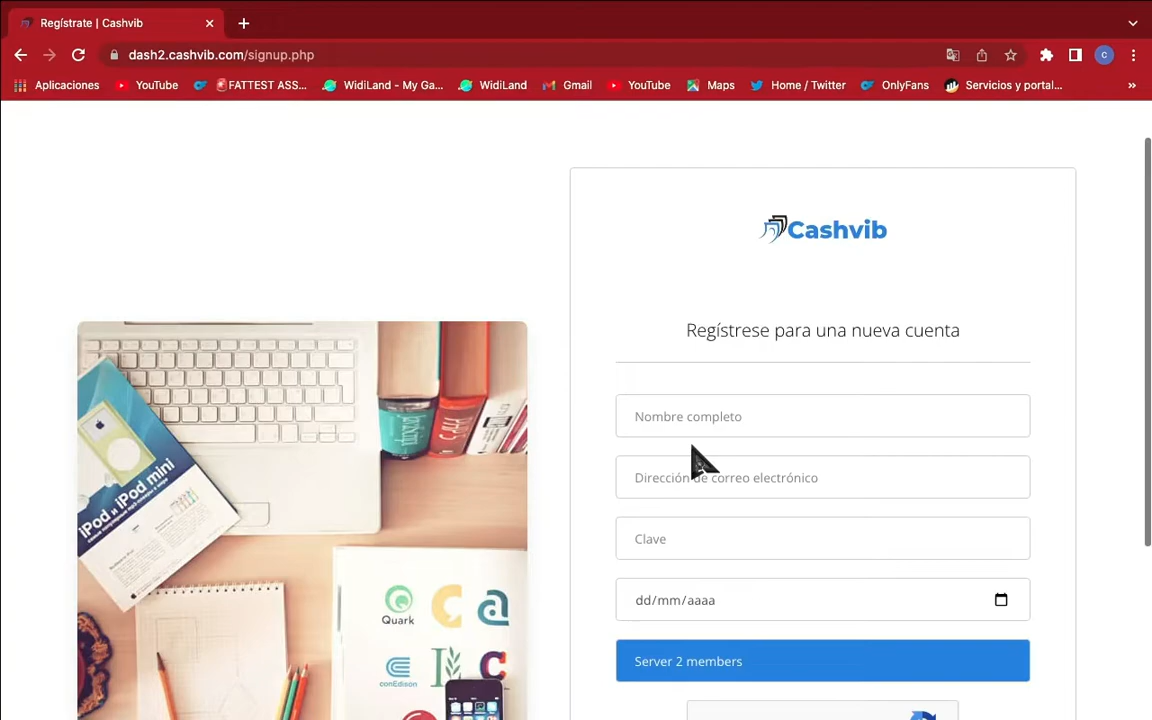 Regístrate | Cashvib
dash2.cashvib.com/signup.php
C
Aplicaciones
YouTube
🚨FATTEST ASS...
WidiLand - My Ga...
WidiLand
Gmail
YouTube
Maps
Home / Twitter
OnlyFans
Servicios y portal...
»
Cashvib
Regístrese para una nueva cuenta
Nombre completo
Dirección de correo electrónico
Clave
dd/mm/aaaa
Server 2 members
iPod и iPod mini
Quark
conEdison